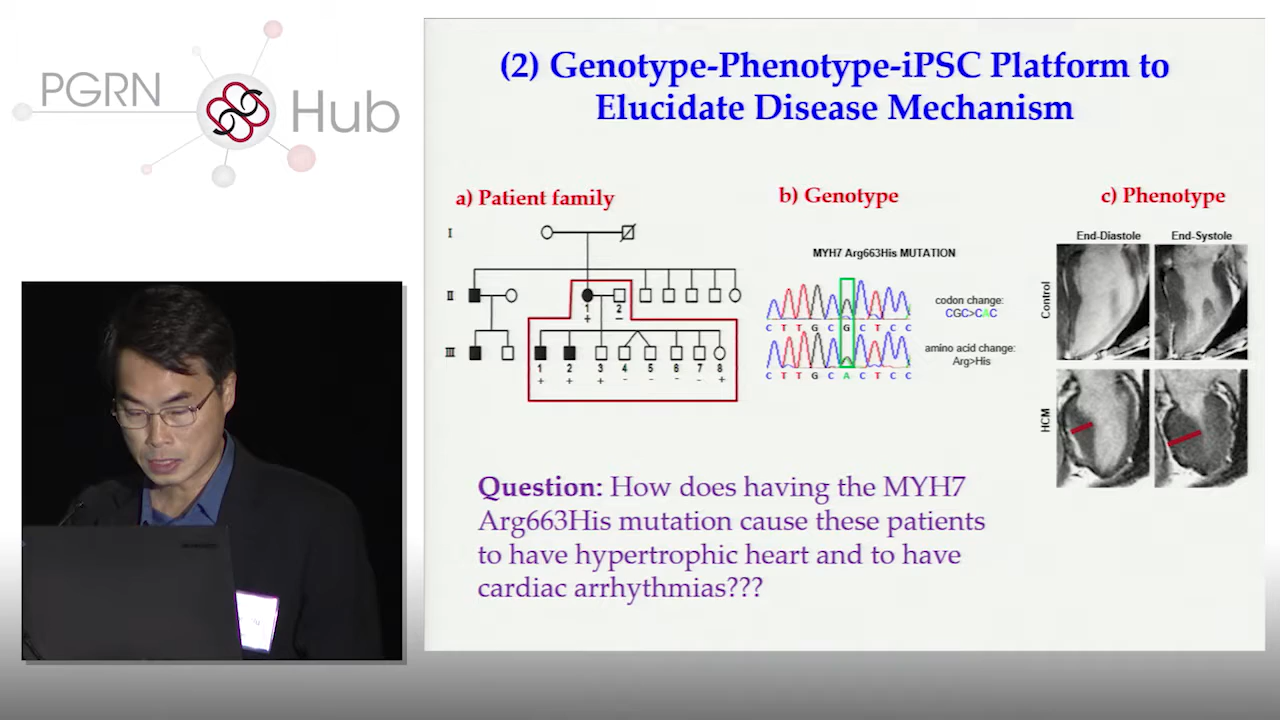 PGRN Hub
(2) Genotype-Phenotype-iPSC Platform to
Elucidate Disease Mechanism
a) Patient family
b) Genotype
c) Phenotype
I
II
1
2
+
–
III
1 2 3 4 5 6 7 8
+ + + - - - - +
MYH7 Arg663His MUTATION
C T T G C G C T C C
C T T G C A C T C C
codon change:
CGC>CAC
amino acid change:
Arg>His
End-Diastole End-Systole
Control
HCM
Question: How does having the MYH7
Arg663His mutation cause these patients
to have hypertrophic heart and to have
cardiac arrhythmias???